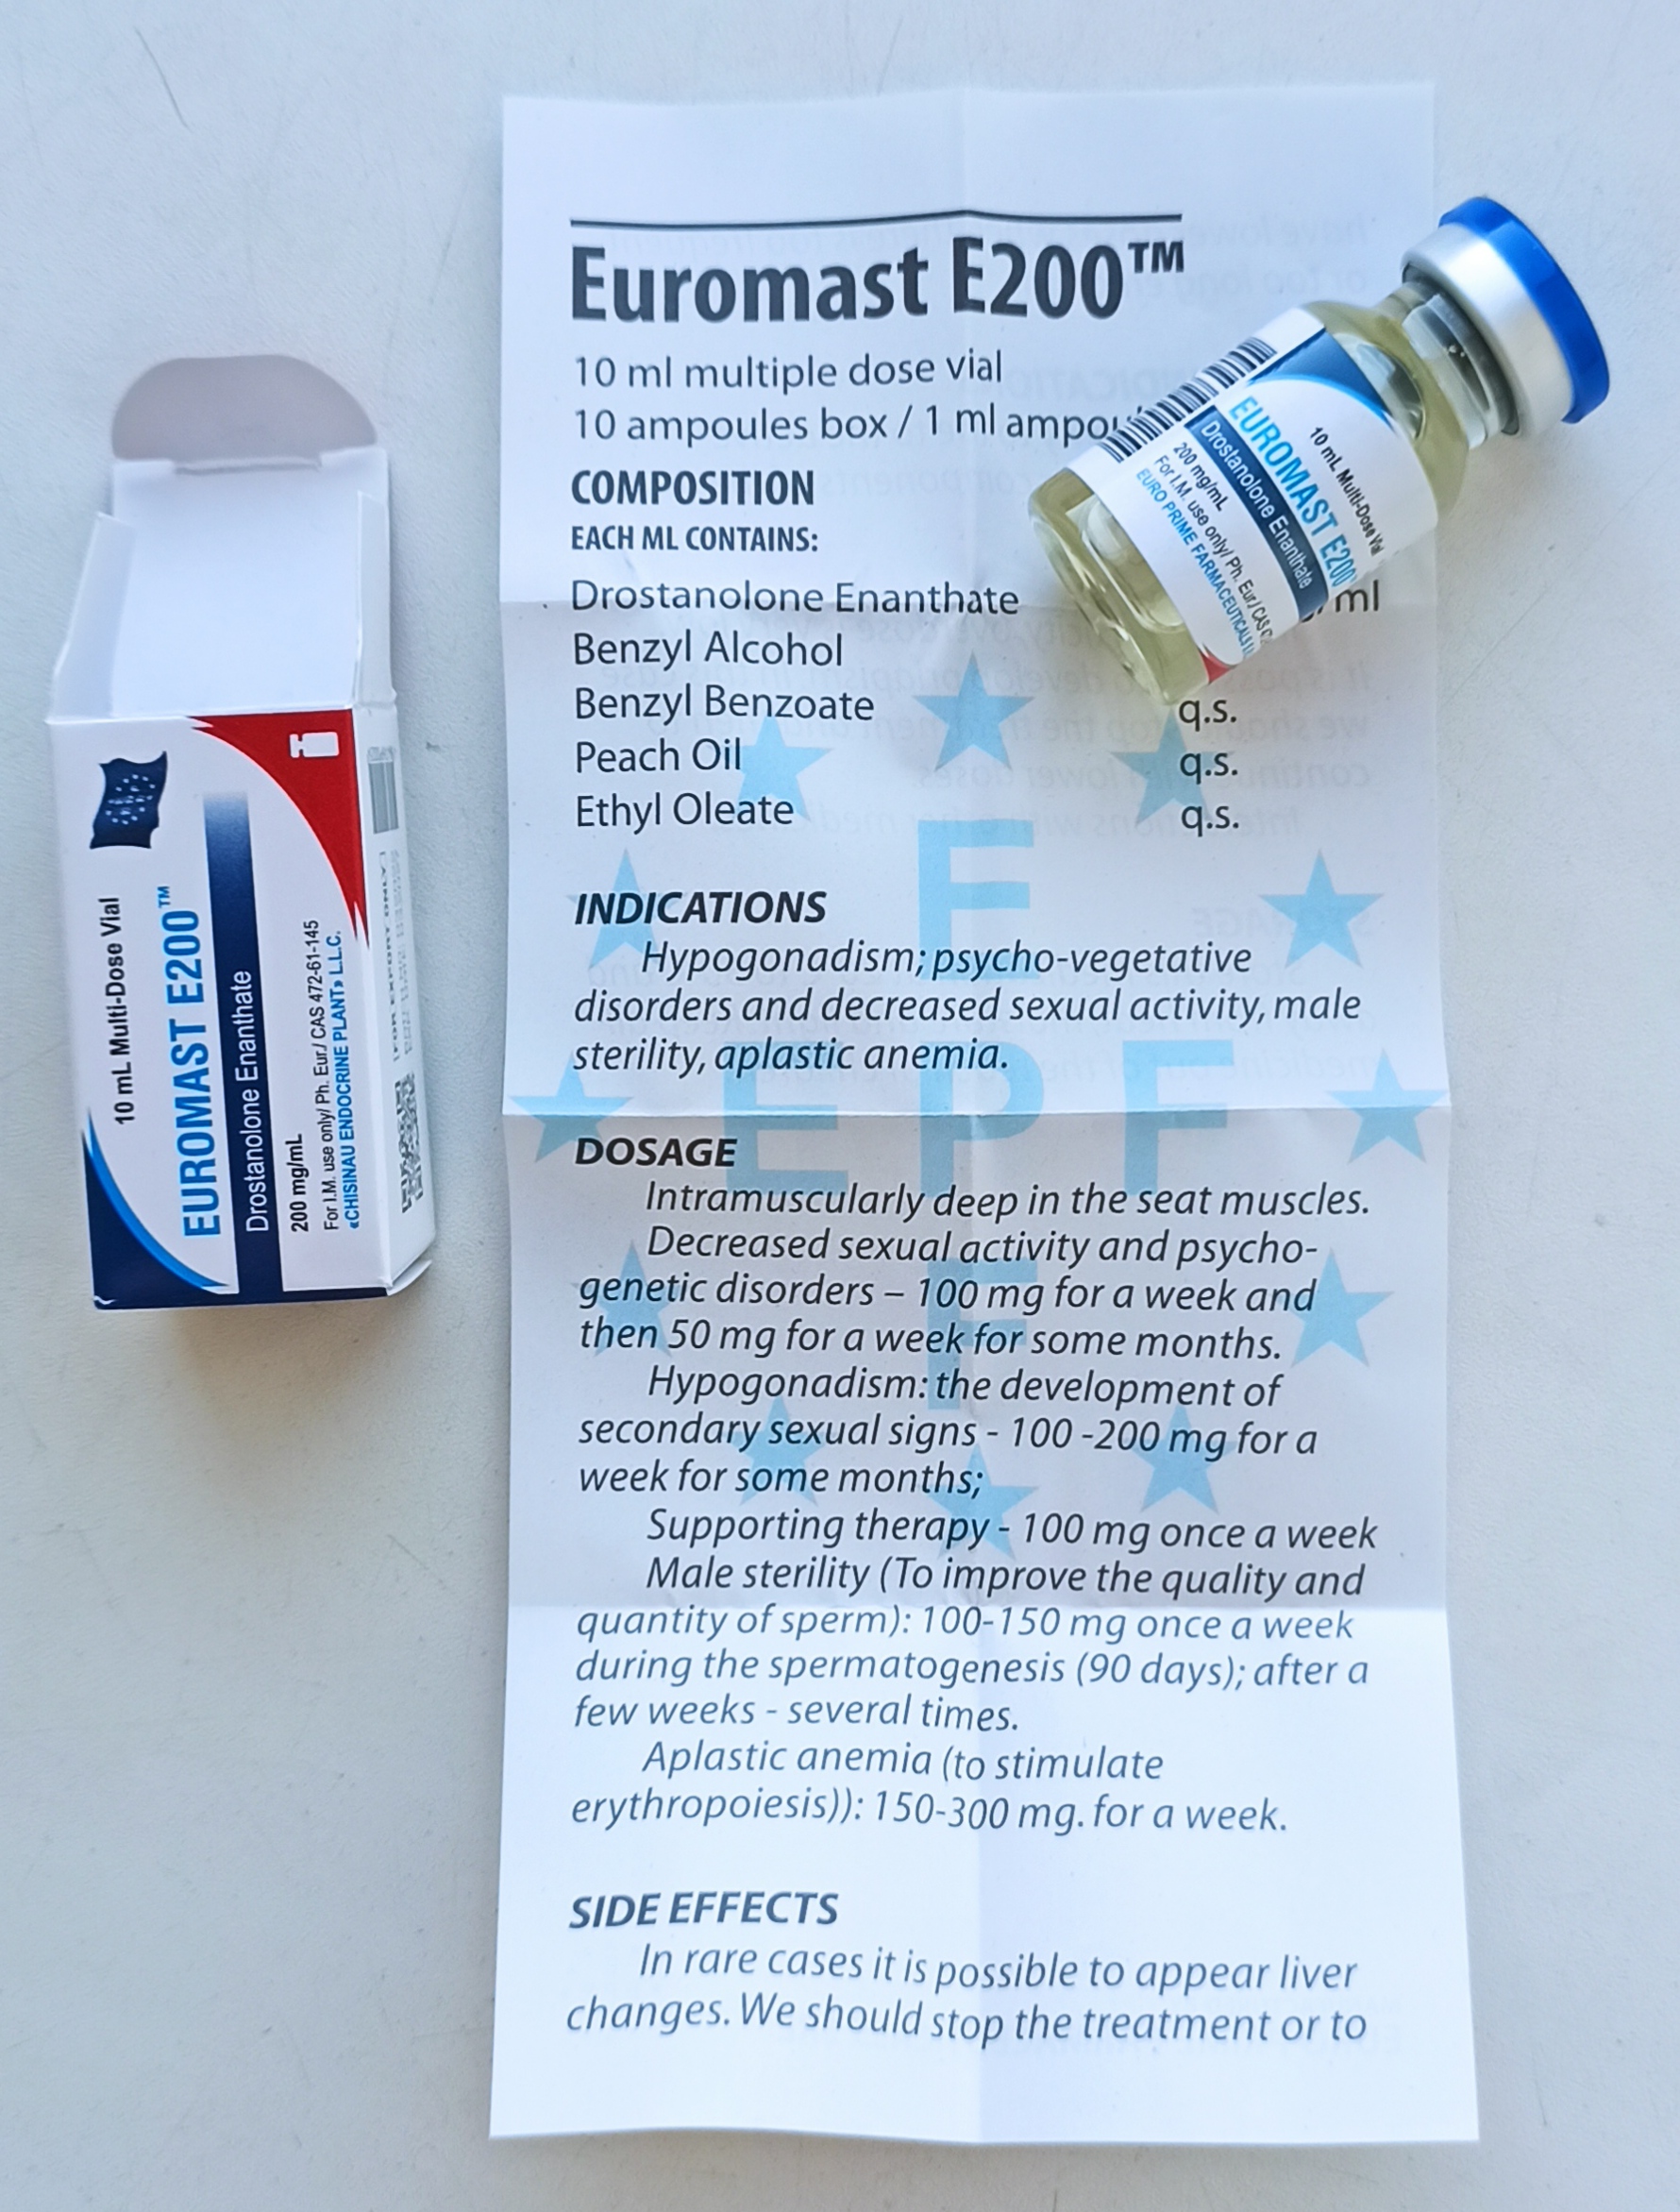 10 mL Multi-Dose Vial
EUROMAST E200™
Drostanolone Enanthate
200 mg/mL
For I.M. use only/ Ph. Eur./ CAS 472-61-145
«CHISINAU ENDOCRINE PLANT» L.L.C.
[FOR EXPORT ONLY]
Euromast E200™
10 ml multiple dose vial
10 ampoules box / 1 ml
COMPOSITION
EACH ML CONTAINS:
Drostanolone Enanthate ml
Benzyl Alcohol
Benzyl Benzoate q.s.
Peach Oil q.s.
Ethyl Oleate q.s.
INDICATIONS
Hypogonadism; psycho-vegetative
disorders and decreased sexual activity, male
sterility, aplastic anemia.
DOSAGE
Intramuscularly deep in the seat muscles.
Decreased sexual activity and psycho-
genetic disorders – 100 mg for a week and
then 50 mg for a week for some months.
Hypogonadism: the development of
secondary sexual signs - 100 -200 mg for a
week for some months;
Supporting therapy - 100 mg once a week
Male sterility (To improve the quality and
quantity of sperm): 100-150 mg once a week
during the spermatogenesis (90 days); after a
few weeks - several times.
Aplastic anemia (to stimulate
erythropoiesis)): 150-300 mg. for a week.
SIDE EFFECTS
In rare cases it is possible to appear liver
changes. We should stop the treatment or to
E
E P F
F
10 mL Multi-Dose Vial
EUROMAST E200
Drostanolone Enanthate
200 mg/mL
For I.M. use only/ Ph. Eur./ CAS
EURO PRIME FARMACEUTICALS